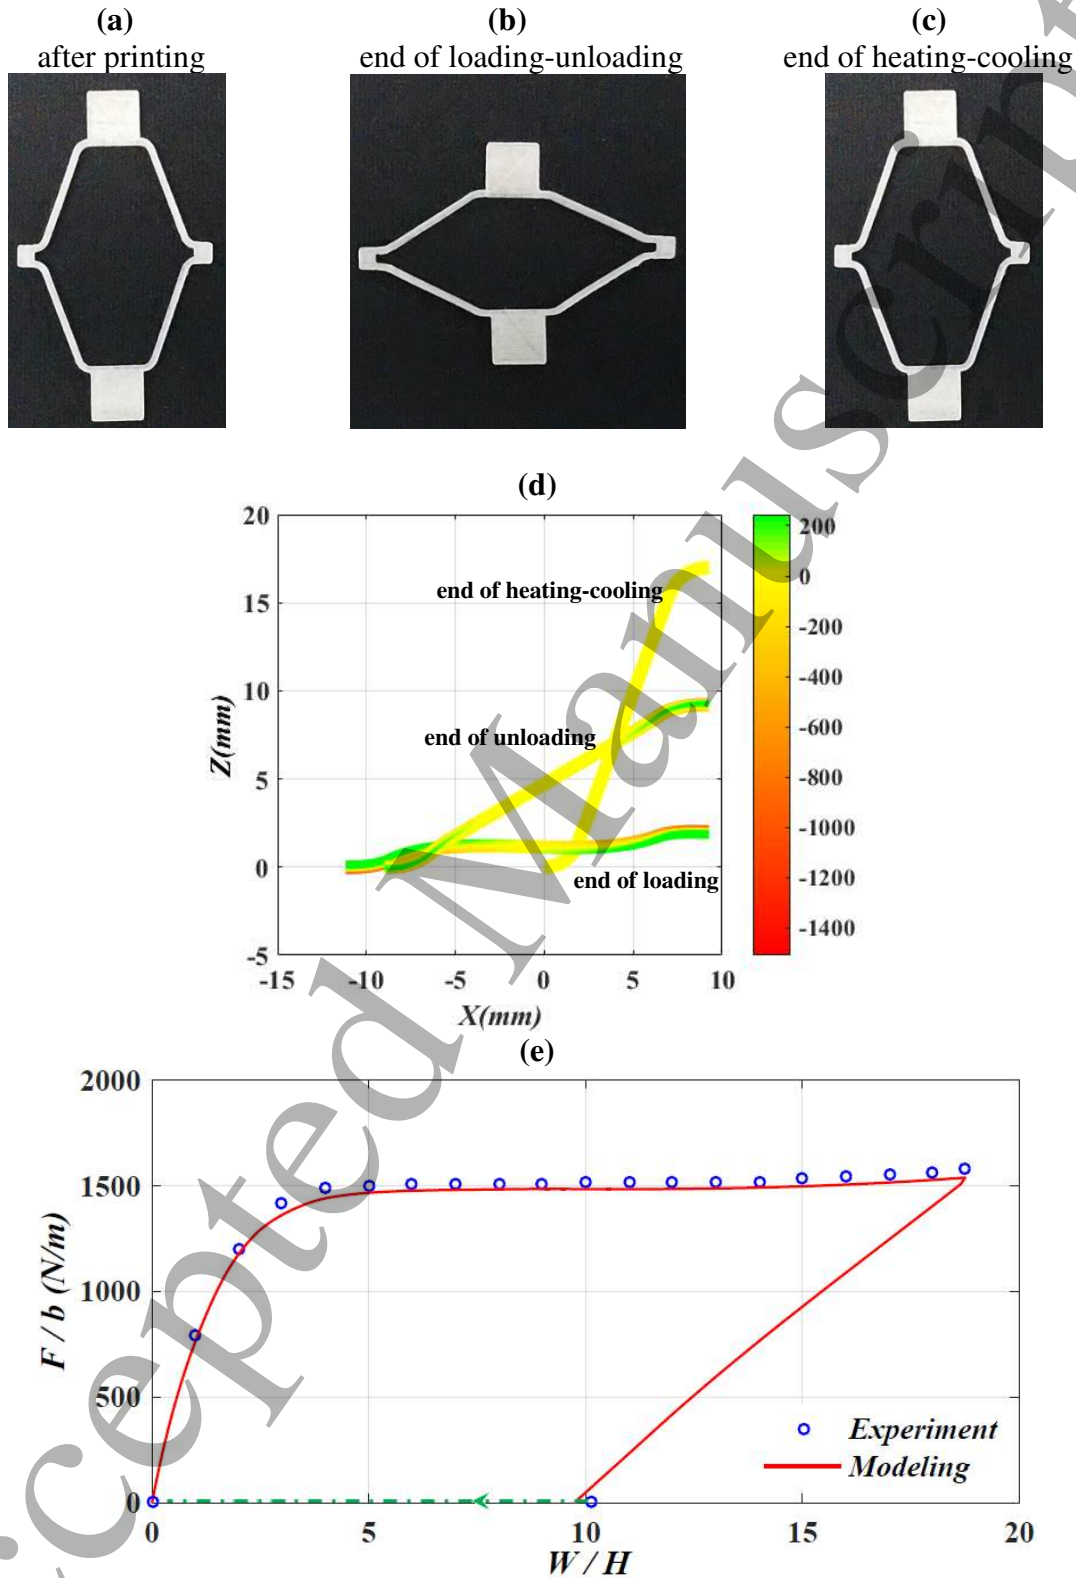 (a) (b) (c)
after printing end of loading-unloading end of heating-cooling
(d)
20
15
10
5
0
-5
Z(mm)
-15 -10 -5 0 5 10
X(mm)
end of heating-cooling
end of unloading
end of loading
200
0
-200
-400
-600
-800
-1000
-1200
-1400
(e)
2000
1500
1000
500
0
F / b (N/m)
Experiment
Modeling
0 5 10 15 20
W / H
Accepted Manuscript